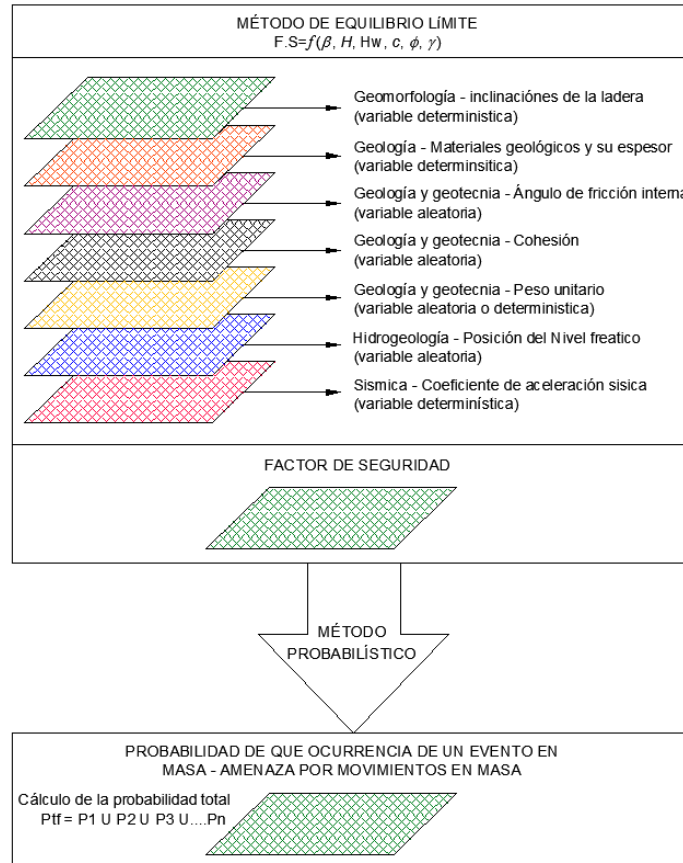 MÉTODO DE EQUILIBRIO LÍMITE
F.S=f(β, H, Hw, c, ϕ, γ)
Geomorfología - inclinaciónes de la ladera
(variable deterministica)
Geología - Materiales geológicos y su espesor
(variable determinsitica)
Geología y geotecnia - Ángulo de fricción interna
(variable aleatoria)
Geología y geotecnia - Cohesión
(variable aleatoria)
Geología y geotecnia - Peso unitario
(variable aleatoria o deterministica)
Hidrogeología - Posición del Nivel freatico
(variable aleatoria)
Sismica - Coeficiente de aceleración sisica
(variable determinística)
FACTOR DE SEGURIDAD
MÉTODO
PROBABILÍSTICO
PROBABILIDAD DE QUE OCURRENCIA DE UN EVENTO EN
MASA - AMENAZA POR MOVIMIENTOS EN MASA
Cálculo de la probabilidad total
Ptf = P1 U P2 U P3 U....Pn